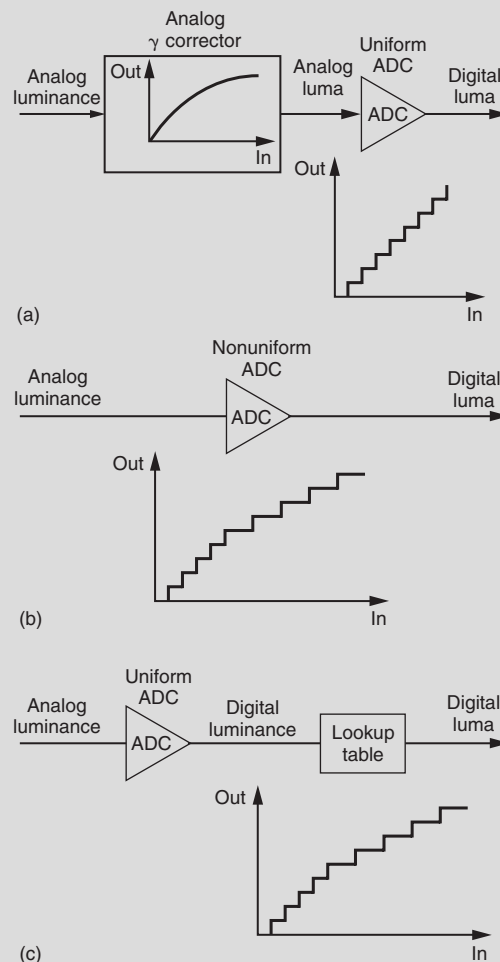 Analog
γ corrector
Analog
luminance
Out
In
Analog
luma
Uniform
ADC
ADC
Digital
luma
Out
In
(a)
Nonuniform
ADC
Analog
luminance
ADC
Digital
luma
Out
In
(b)
Uniform
ADC
Analog
luminance
ADC
Digital
luminance
Lookup
table
Digital
luma
Out
In
(c)